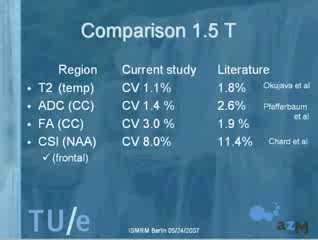 Comparison 1.5 T
Region Current study Literature
T2 (temp) CV 1.1% 1.8% Okujava et al
ADC (CC) CV 1.4 % 2.6% Pfefferbaum et al
FA (CC) CV 3.0 % 1.9 %
CSI (NAA) CV 8.0% 11.4% Chard et al
✓ (frontal)
TU/e
ISMRM Berlin 05/24/2007
azM